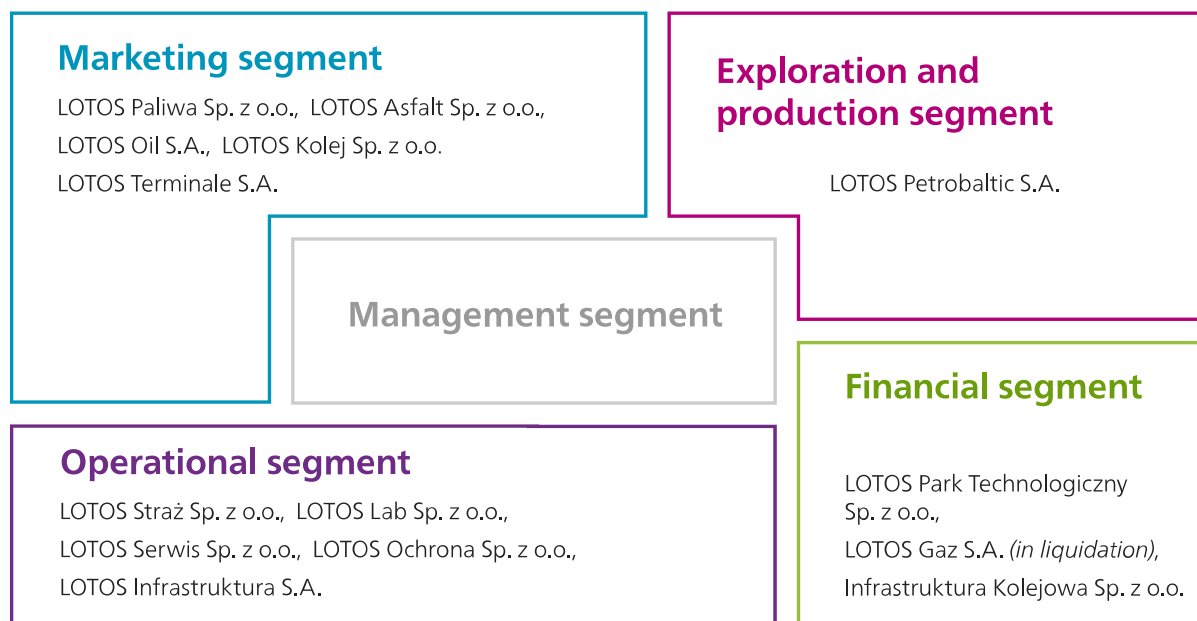 Marketing segment
LOTOS Paliwa Sp. z o.o., LOTOS Asfalt Sp. z o.o.,
LOTOS Oil S.A., LOTOS Kolej Sp. z o.o.
LOTOS Terminale S.A.
Exploration and
production segment
LOTOS Petrobaltic S.A.
Management segment
Financial segment
LOTOS Park Technologiczny
Sp. z o.o.,
LOTOS Gaz S.A. (in liquidation),
Infrastruktura Kolejowa Sp. z o.o.
Operational segment
LOTOS Straż Sp. z o.o., LOTOS Lab Sp. z o.o.,
LOTOS Serwis Sp. z o.o., LOTOS Ochrona Sp. z o.o.,
LOTOS Infrastruktura S.A.